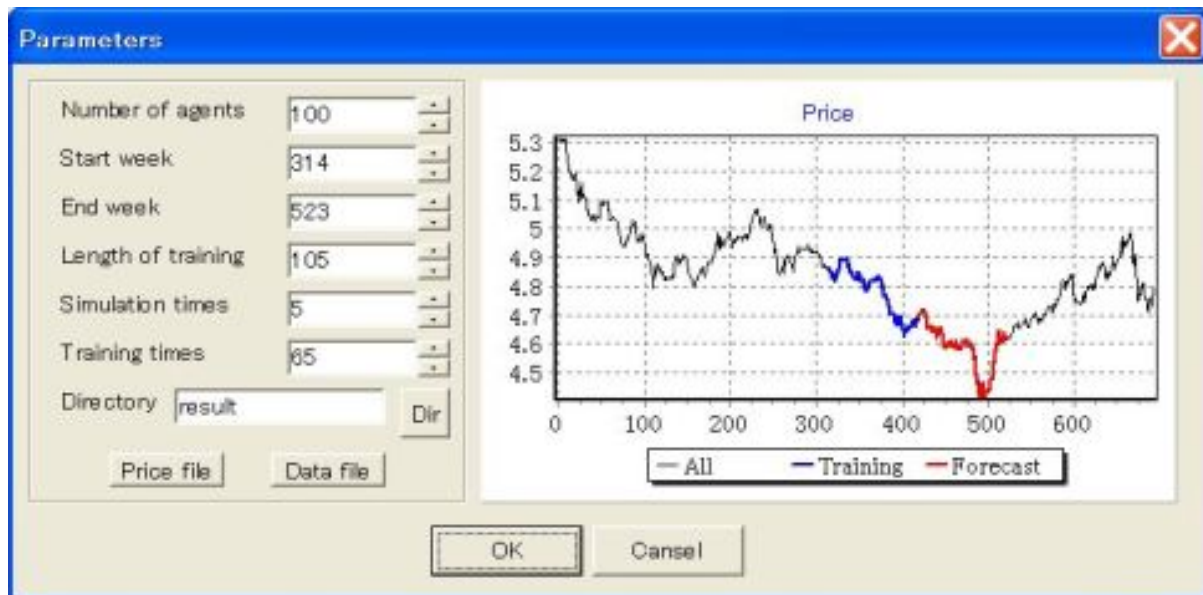 Parameters
Number of agents 100
Start week 314
End week 523
Length of training 105
Simulation times 5
Training times 65
Directory result Dir
Price file Data file
Price
5.3
5.2
5.1
5
4.9
4.8
4.7
4.6
4.5
0 100 200 300 400 500 600
All Training Forecast
OK Cansel